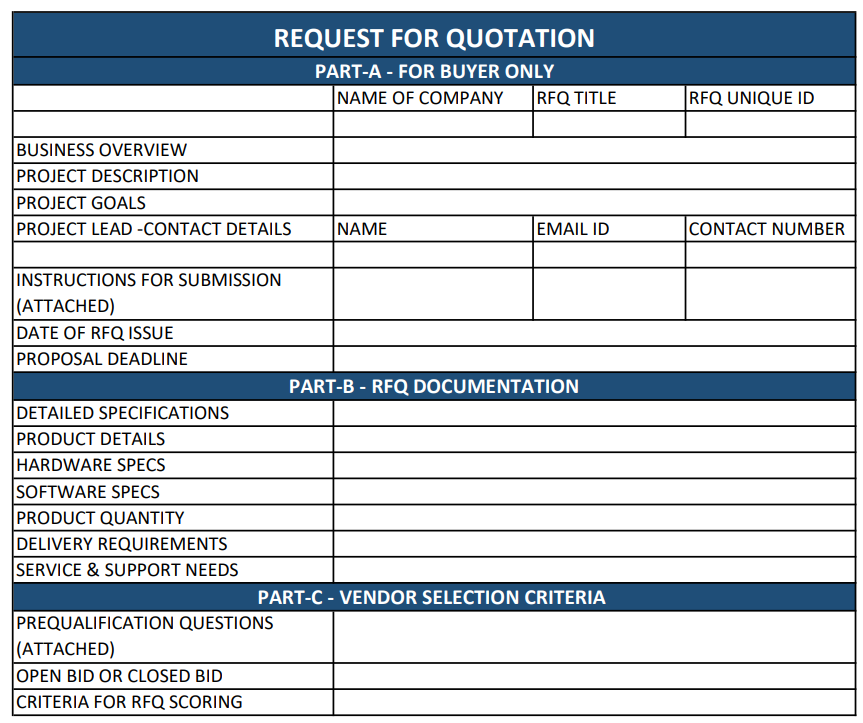 REQUEST FOR QUOTATION
PART-A - FOR BUYER ONLY
NAME OF COMPANY RFQ TITLE RFQ UNIQUE ID
BUSINESS OVERVIEW
PROJECT DESCRIPTION
PROJECT GOALS
PROJECT LEAD -CONTACT DETAILS NAME EMAIL ID CONTACT NUMBER
INSTRUCTIONS FOR SUBMISSION
(ATTACHED)
DATE OF RFQ ISSUE
PROPOSAL DEADLINE
PART-B - RFQ DOCUMENTATION
DETAILED SPECIFICATIONS
PRODUCT DETAILS
HARDWARE SPECS
SOFTWARE SPECS
PRODUCT QUANTITY
DELIVERY REQUIREMENTS
SERVICE & SUPPORT NEEDS
PART-C - VENDOR SELECTION CRITERIA
PREQUALIFICATION QUESTIONS
(ATTACHED)
OPEN BID OR CLOSED BID
CRITERIA FOR RFQ SCORING